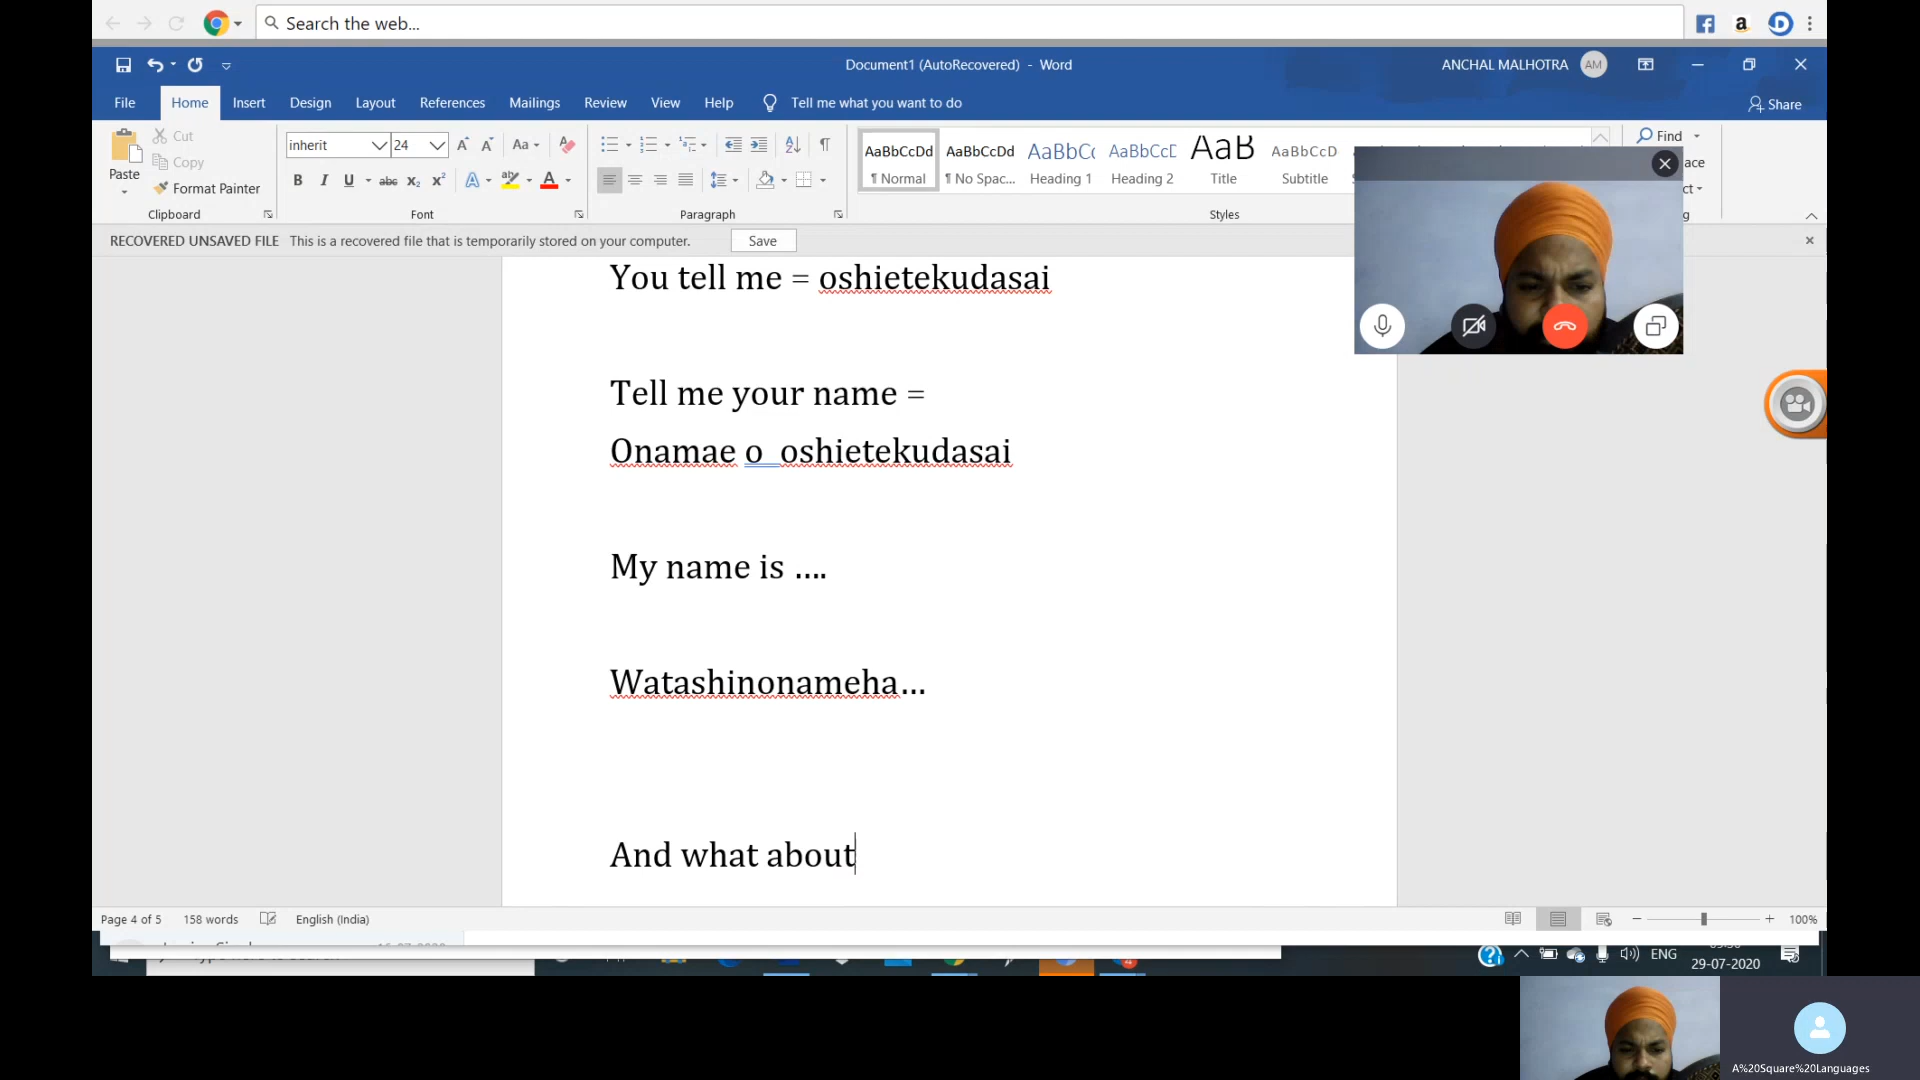 Search the web...
Document1 (AutoRecovered) - Word
ANCHAL MALHOTRA AM
File Home Insert Design Layout References Mailings Review View Help Tell me what you want to do Share
Paste
Cut
Copy
Format Painter
Clipboard
inherit 24
Font
Paragraph
AaBbCcDd AaBbCcDd AaBbCc AaBbCcE AaB AaBbCcD
¶ Normal ¶ No Spac... Heading 1 Heading 2 Title Subtitle
Styles
Find
RECOVERED UNSAVED FILE This is a recovered file that is temporarily stored on your computer. Save
You tell me = oshietekudasai
Tell me your name =
Onamae o oshietekudasai
My name is ....
Watashinonameha...
And what about
Page 4 of 5 158 words English (India) 100%
ENG
29-07-2020
A%20Square%20Languages